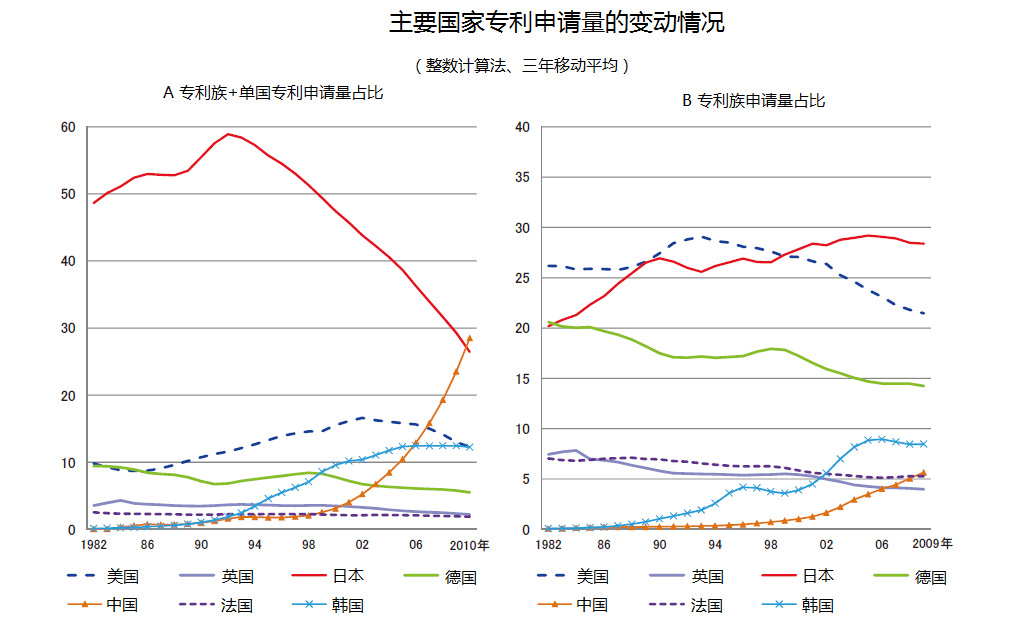 主要国家专利申请量的变动情况
（整数计算法、三年移动平均）
A 专利族+单国专利申请量占比
60
50
40
30
20
10
0
1982 86 90 94 98 02 06 2010年
美国 英国 日本 德国
中国 法国 韩国
B 专利族申请量占比
40
35
30
25
20
15
10
5
0
1982 86 90 94 98 02 06 2009年
美国 英国 日本 德国
中国 法国 韩国